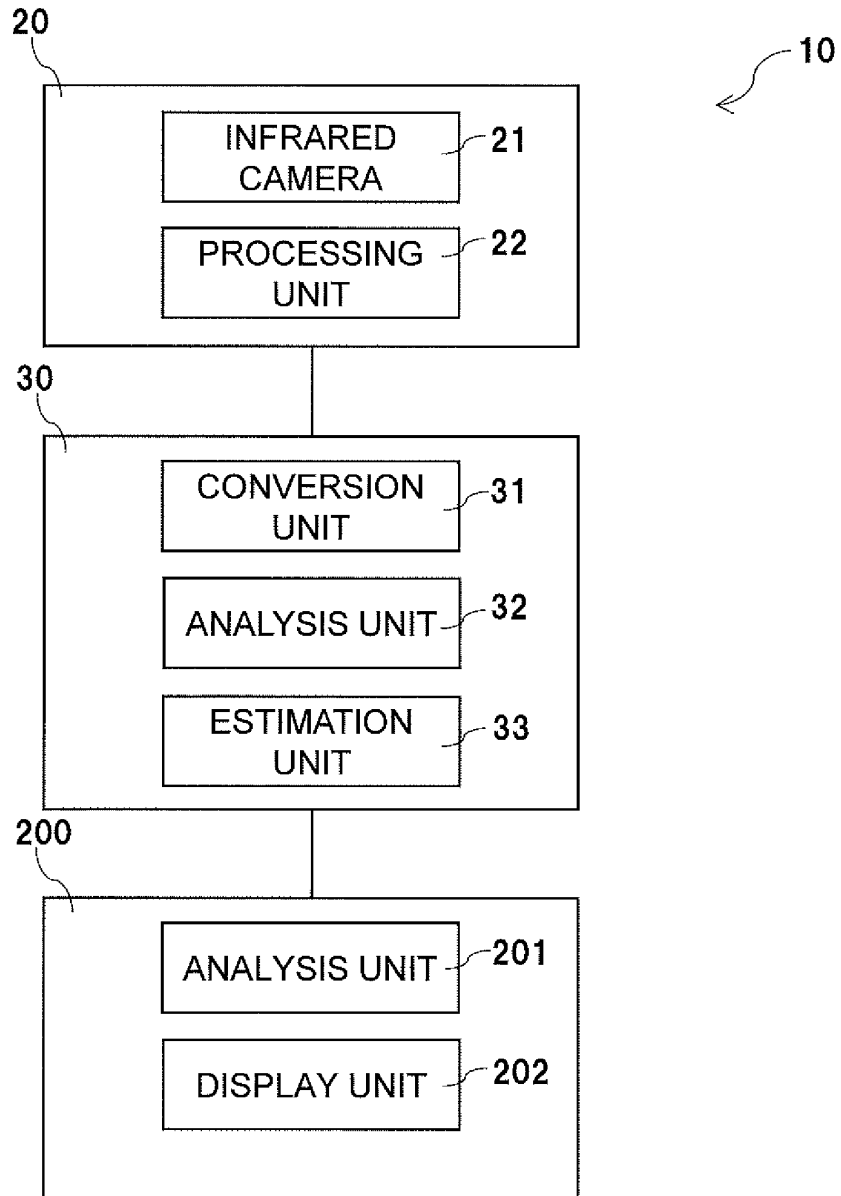 20
10
INFRARED
CAMERA
21
PROCESSING
UNIT
22
30
CONVERSION
UNIT
31
ANALYSIS UNIT
32
ESTIMATION
UNIT
33
200
ANALYSIS UNIT
201
DISPLAY UNIT
202